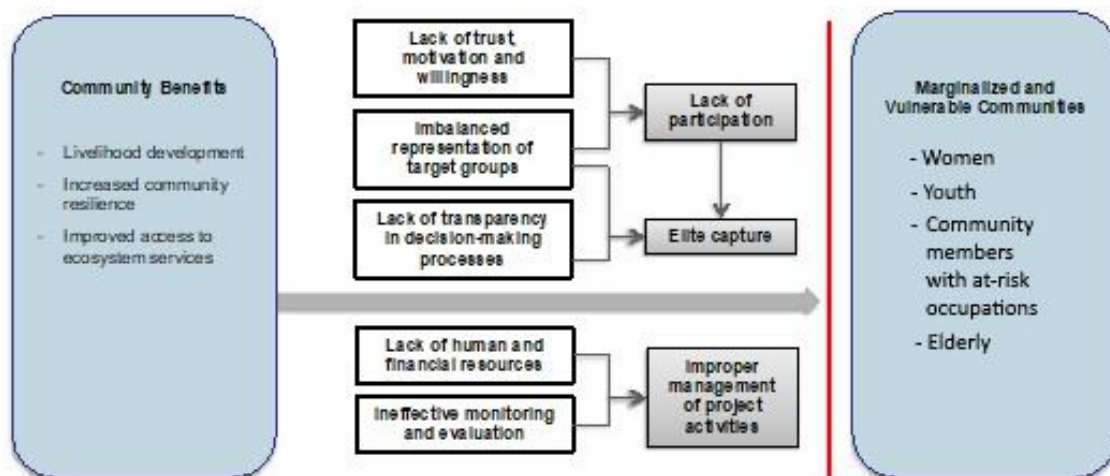 Community Benefits
- Livelihood development
- Increased community
resilience
- Improved access to
ecosystem services
Lack of trust,
motivation and
willingness
Imbalanced
representation of
target groups
Lack of transparency
in decision-making
processes
Lack of
participation
Elite capture
Lack of human and
financial resources
Ineffective monitoring
and evaluation
Improper
management
of project
activities
Marginalized and
Vulnerable Communities
- Women
- Youth
- Community
members
with at-risk
occupations
- Elderly